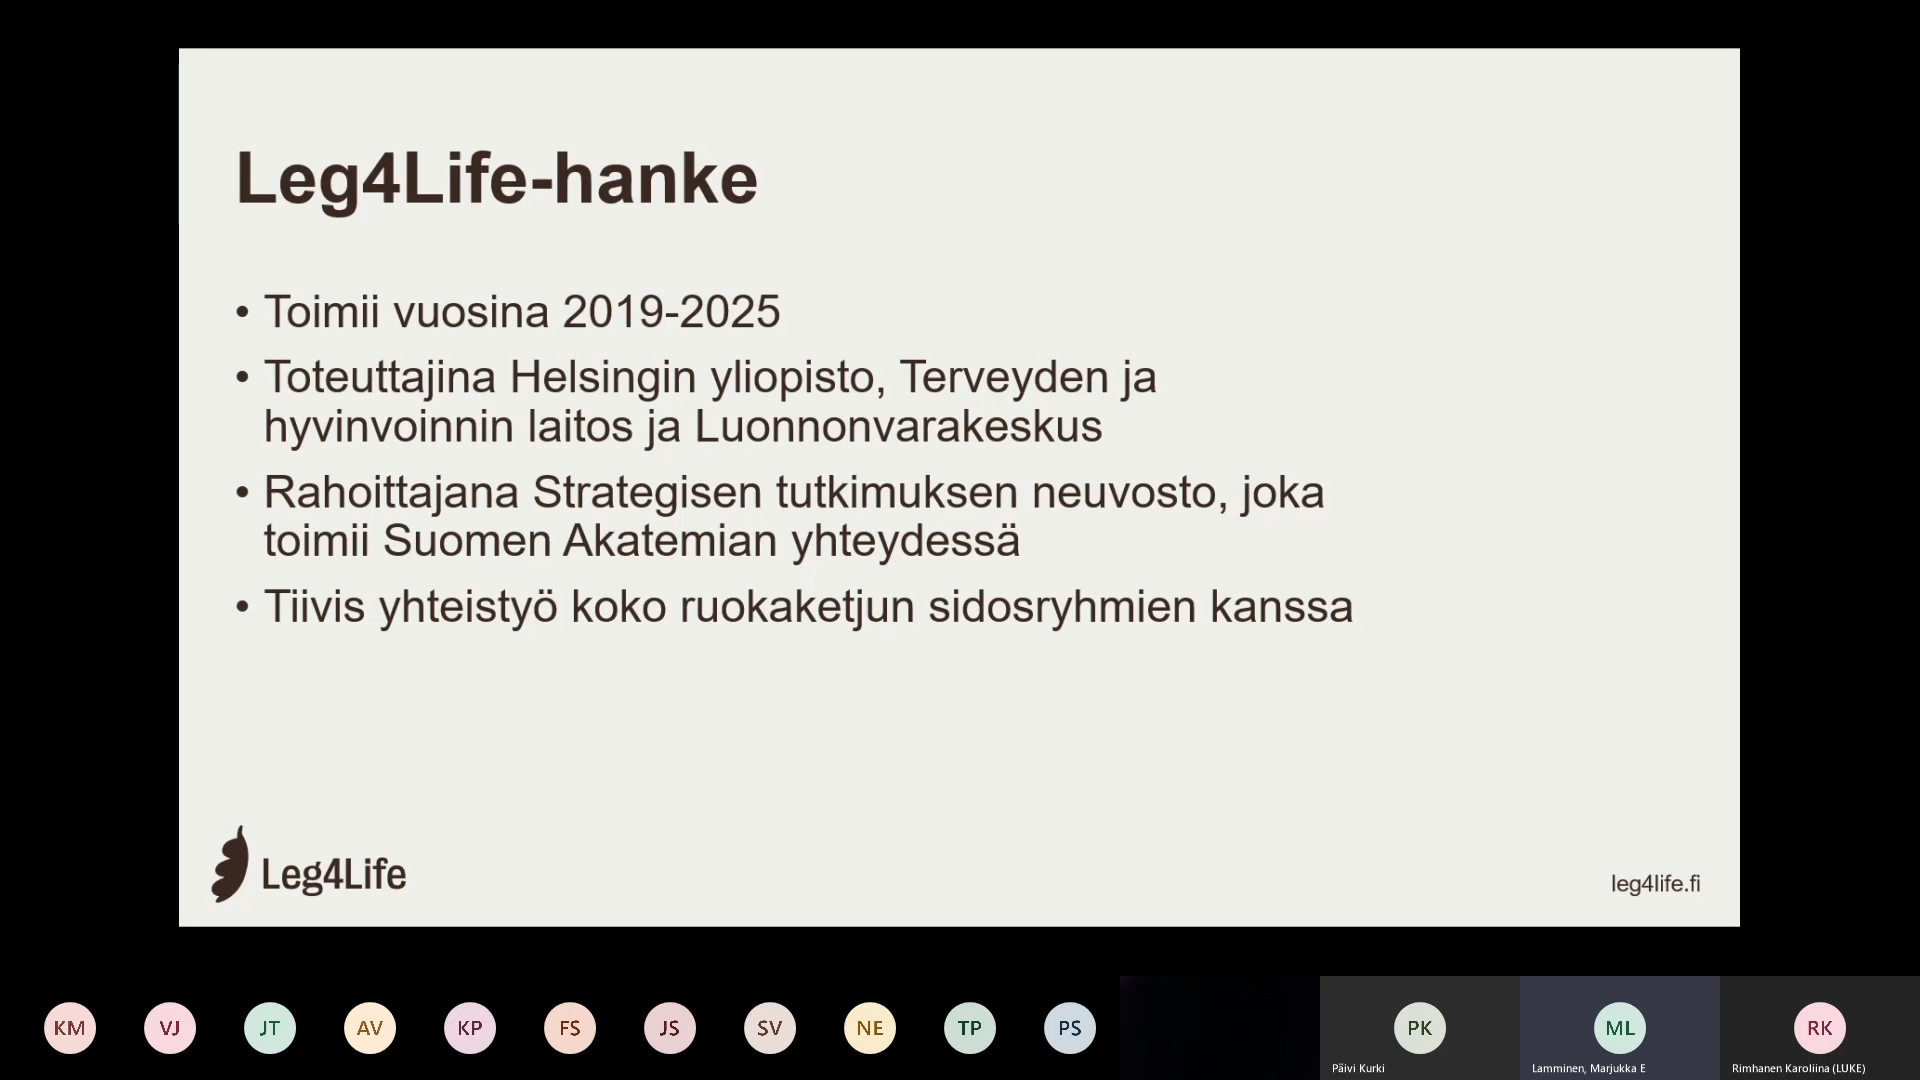 Leg4Life-hanke
• Toimii vuosina 2019-2025
• Toteuttajina Helsingin yliopisto, Terveyden ja
hyvinvoinnin laitos ja Luonnonvarakeskus
• Rahoittajana Strategisen tutkimuksen neuvosto, joka
toimii Suomen Akatemian yhteydessä
• Tiivis yhteistyö koko ruokaketjun sidosryhmien kanssa
Leg4Life
leg4life.fi
KM VJ JT AV KP FS JS SV NE TP PS PK ML RK
Päivi Kurki Lamminen, Marjukka E Rimhanen Karoliina (LUKE)